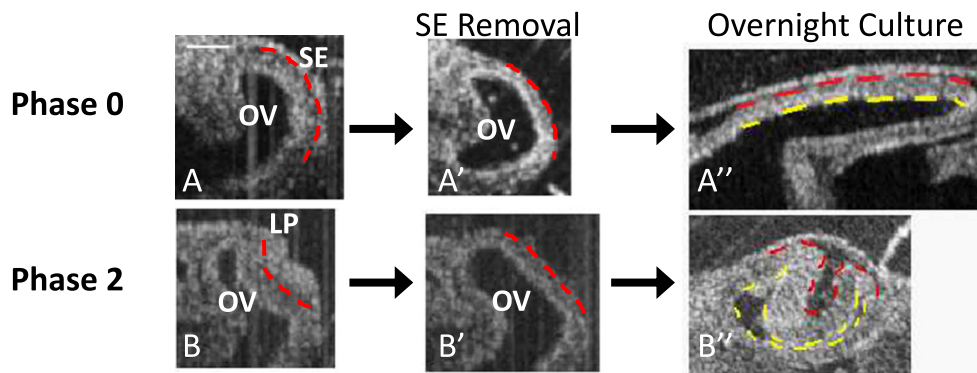 SE Removal
Overnight Culture
Phase 0
SE
OV
A
OV
A′
A′′
Phase 2
LP
OV
B
OV
B′
B′′